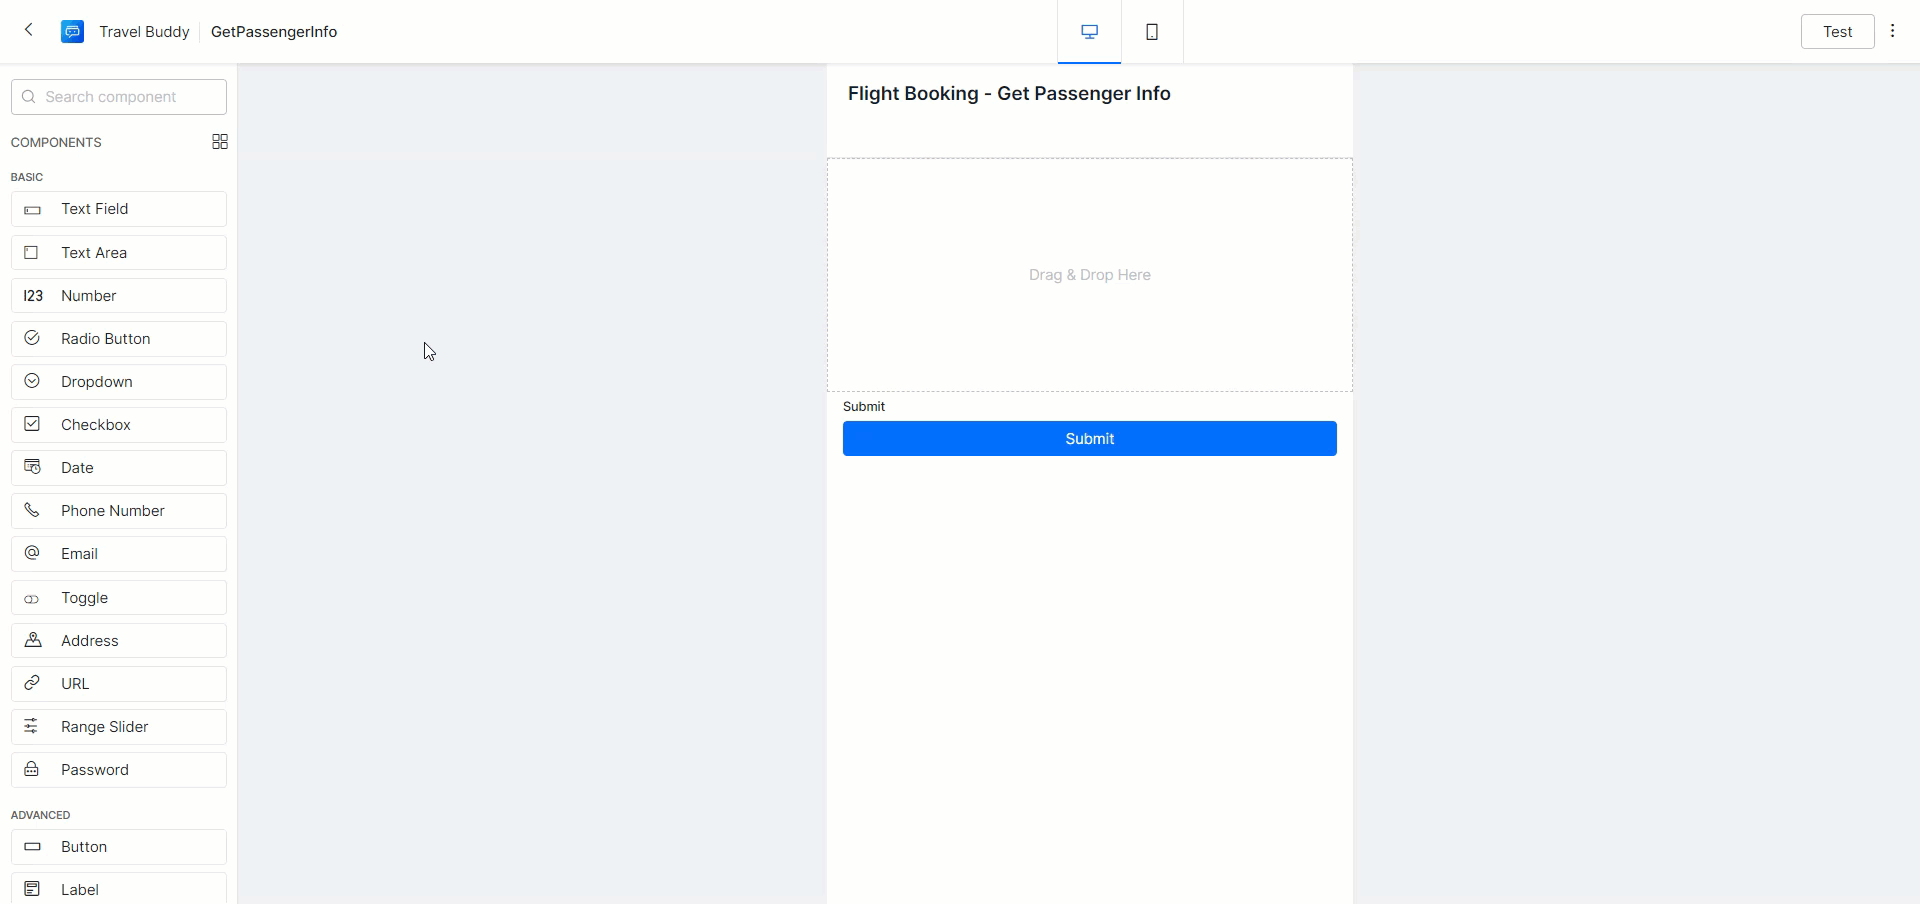 Travel Buddy GetPassengerInfo
Test
Search component
COMPONENTS
BASIC
Text Field
Text Area
123 Number
Radio Button
Dropdown
Checkbox
Date
Phone Number
Email
Toggle
Address
URL
Range Slider
Password
ADVANCED
Button
Label
Flight Booking - Get Passenger Info
Drag & Drop Here
Submit
Submit